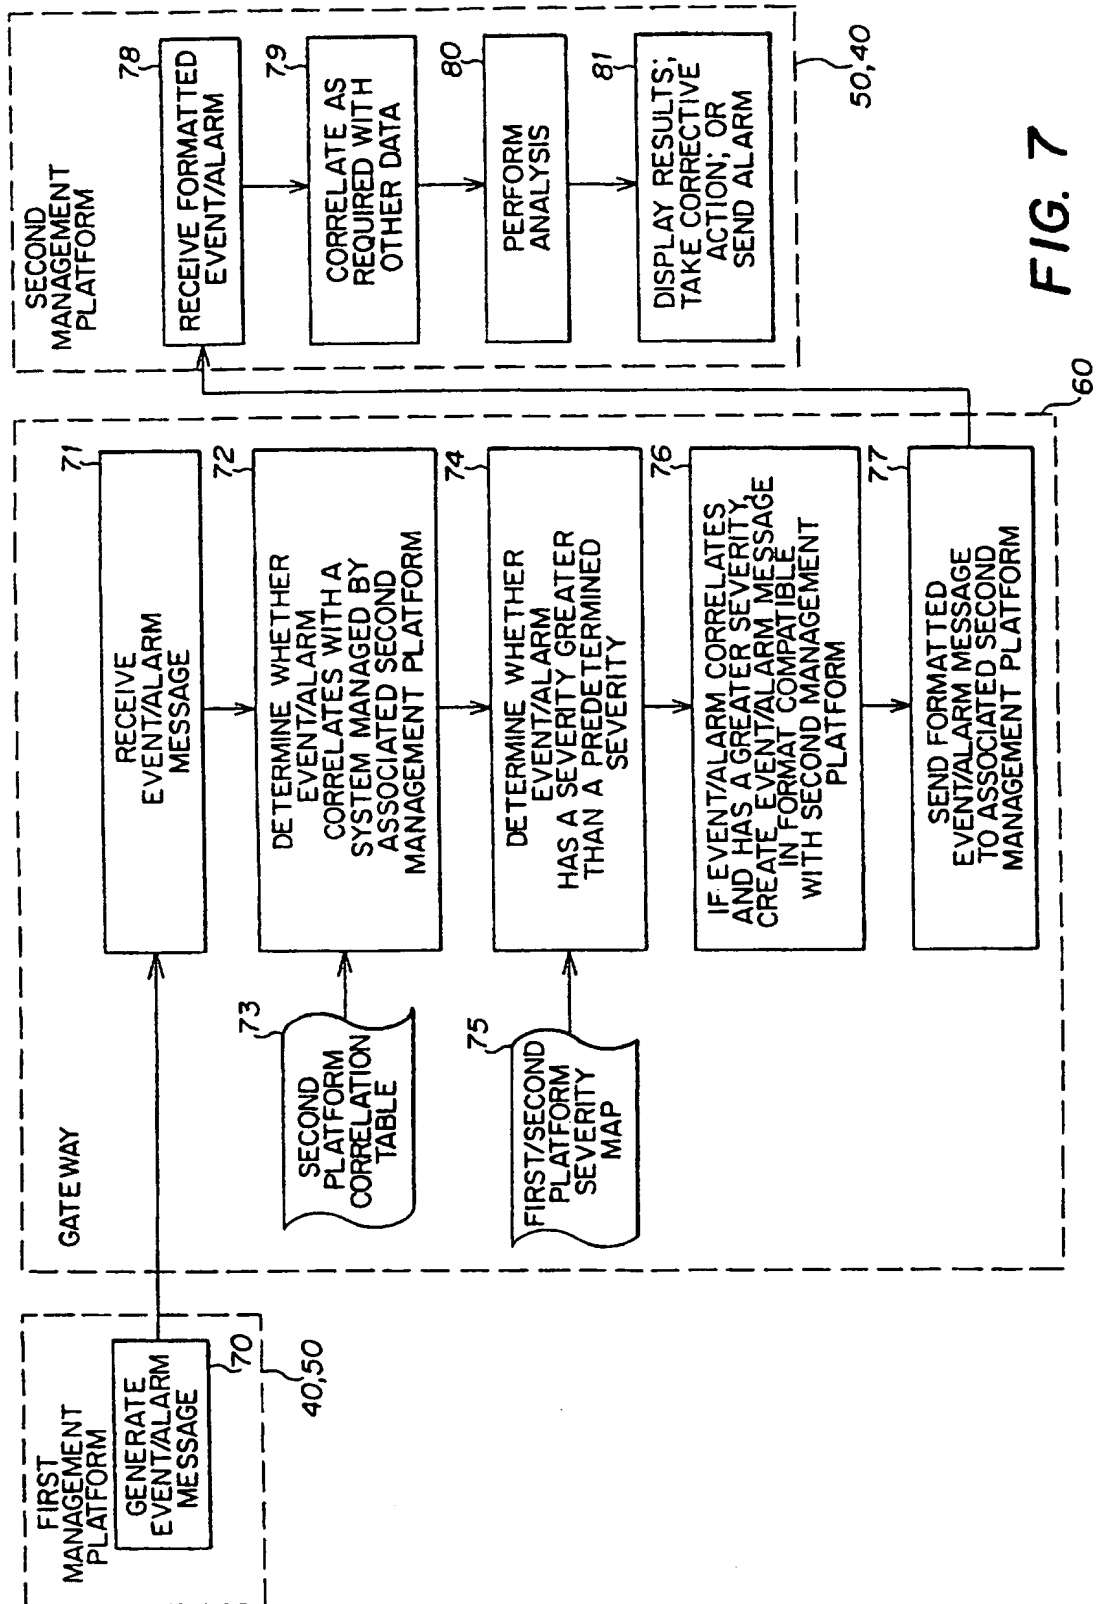 FIRST
MANAGEMENT
PLATFORM
GENERATE
EVENT/ALARM
MESSAGE
70
40,50
GATEWAY
71
RECEIVE
EVENT/ALARM
MESSAGE
72
DETERMINE WHETHER
EVENT/ALARM
CORRELATES WITH A
SYSTEM MANAGED BY
ASSOCIATED SECOND
MANAGEMENT PLATFORM
73
SECOND
PLATFORM
CORRELATION
TABLE
74
DETERMINE WHETHER
EVENT/ALARM
HAS A SEVERITY GREATER
THAN A PREDETERMINED
SEVERITY
75
FIRST/SECOND
PLATFORM
SEVERITY
MAP
76
IF EVENT/ALARM CORRELATES
AND HAS A GREATER SEVERITY,
CREATE EVENT/ALARM MESSAGE
IN FORMAT COMPATIBLE
WITH SECOND MANAGEMENT
PLATFORM
77
SEND FORMATTED
EVENT/ALARM MESSAGE
TO ASSOCIATED SECOND
MANAGEMENT PLATFORM
60
SECOND
MANAGEMENT
PLATFORM
78
RECEIVE FORMATTED
EVENT/ALARM
79
CORRELATE AS
REQUIRED WITH
OTHER DATA
80
PERFORM
ANALYSIS
81
DISPLAY RESULTS;
TAKE CORRECTIVE
ACTION; OR
SEND ALARM
50,40
FIG. 7